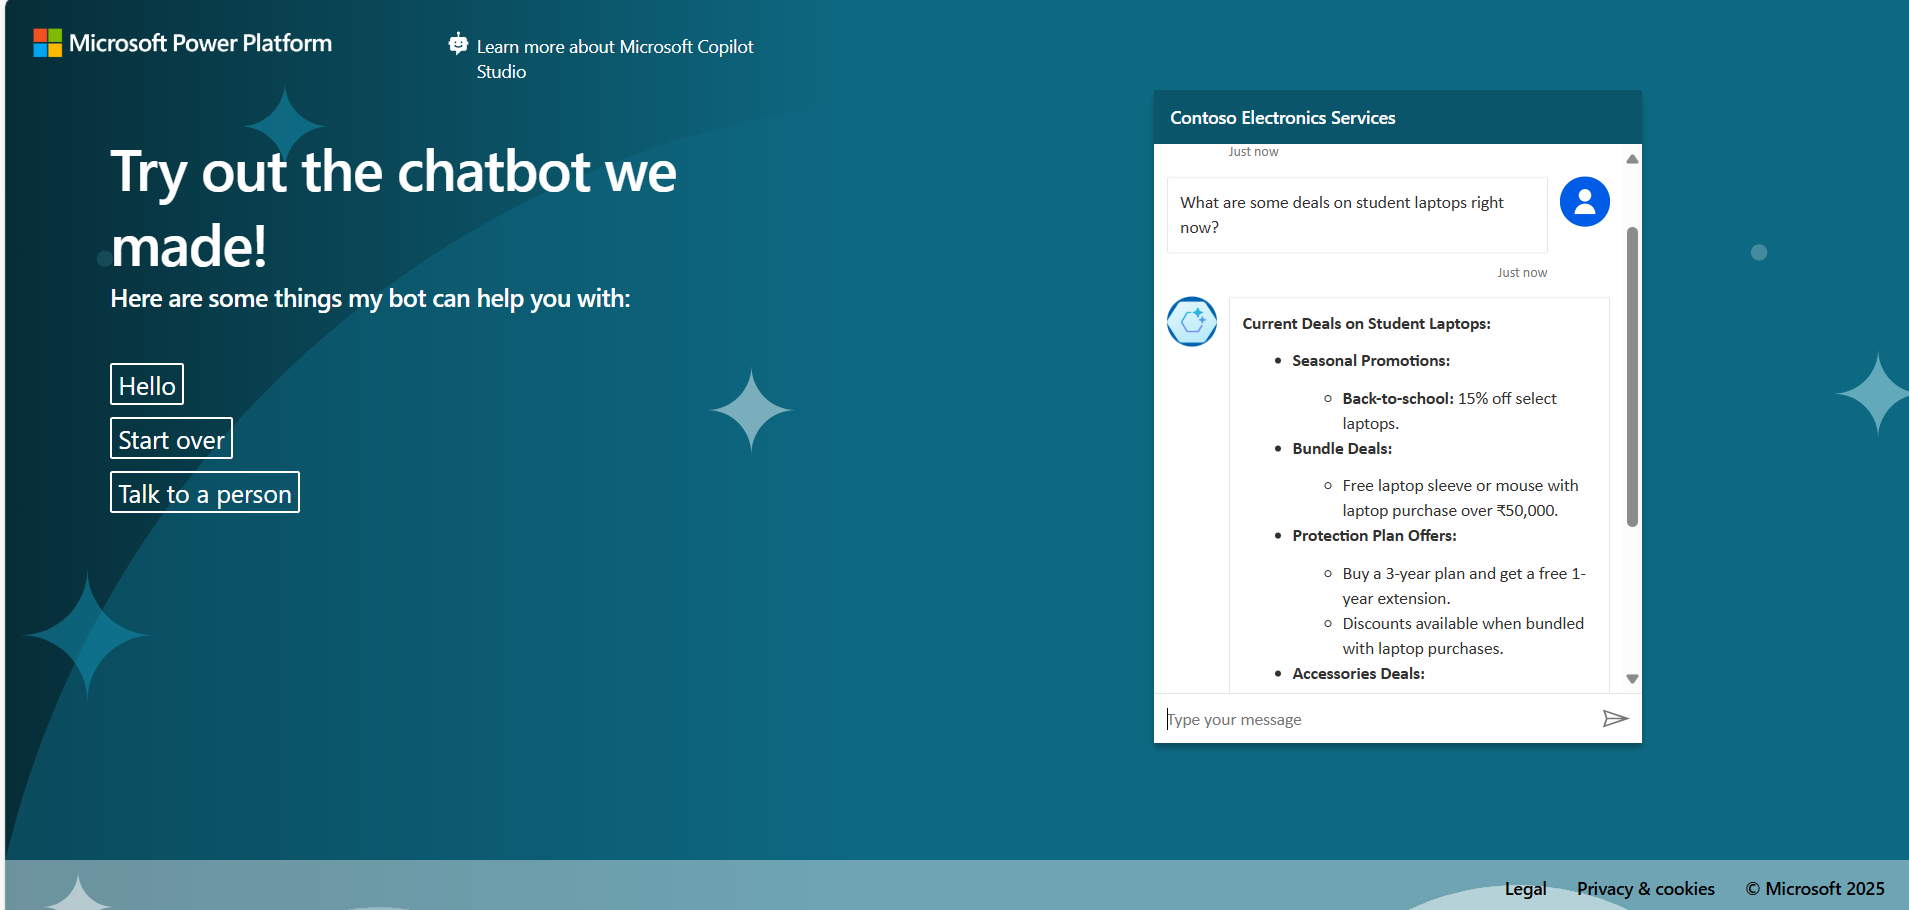 Microsoft Power Platform
Learn more about Microsoft Copilot
Studio
Try out the chatbot we
made!
Here are some things my bot can help you with:
Hello
Start over
Talk to a person
Contoso Electronics Services
Just now
What are some deals on student laptops right
now?
Just now
Current Deals on Student Laptops:
• Seasonal Promotions:
○ Back-to-school: 15% off select
laptops.
• Bundle Deals:
○ Free laptop sleeve or mouse with
laptop purchase over ₹50,000.
• Protection Plan Offers:
○ Buy a 3-year plan and get a free 1-
year extension.
○ Discounts available when bundled
with laptop purchases.
• Accessories Deals:
Type your message
Legal Privacy & cookies © Microsoft 2025